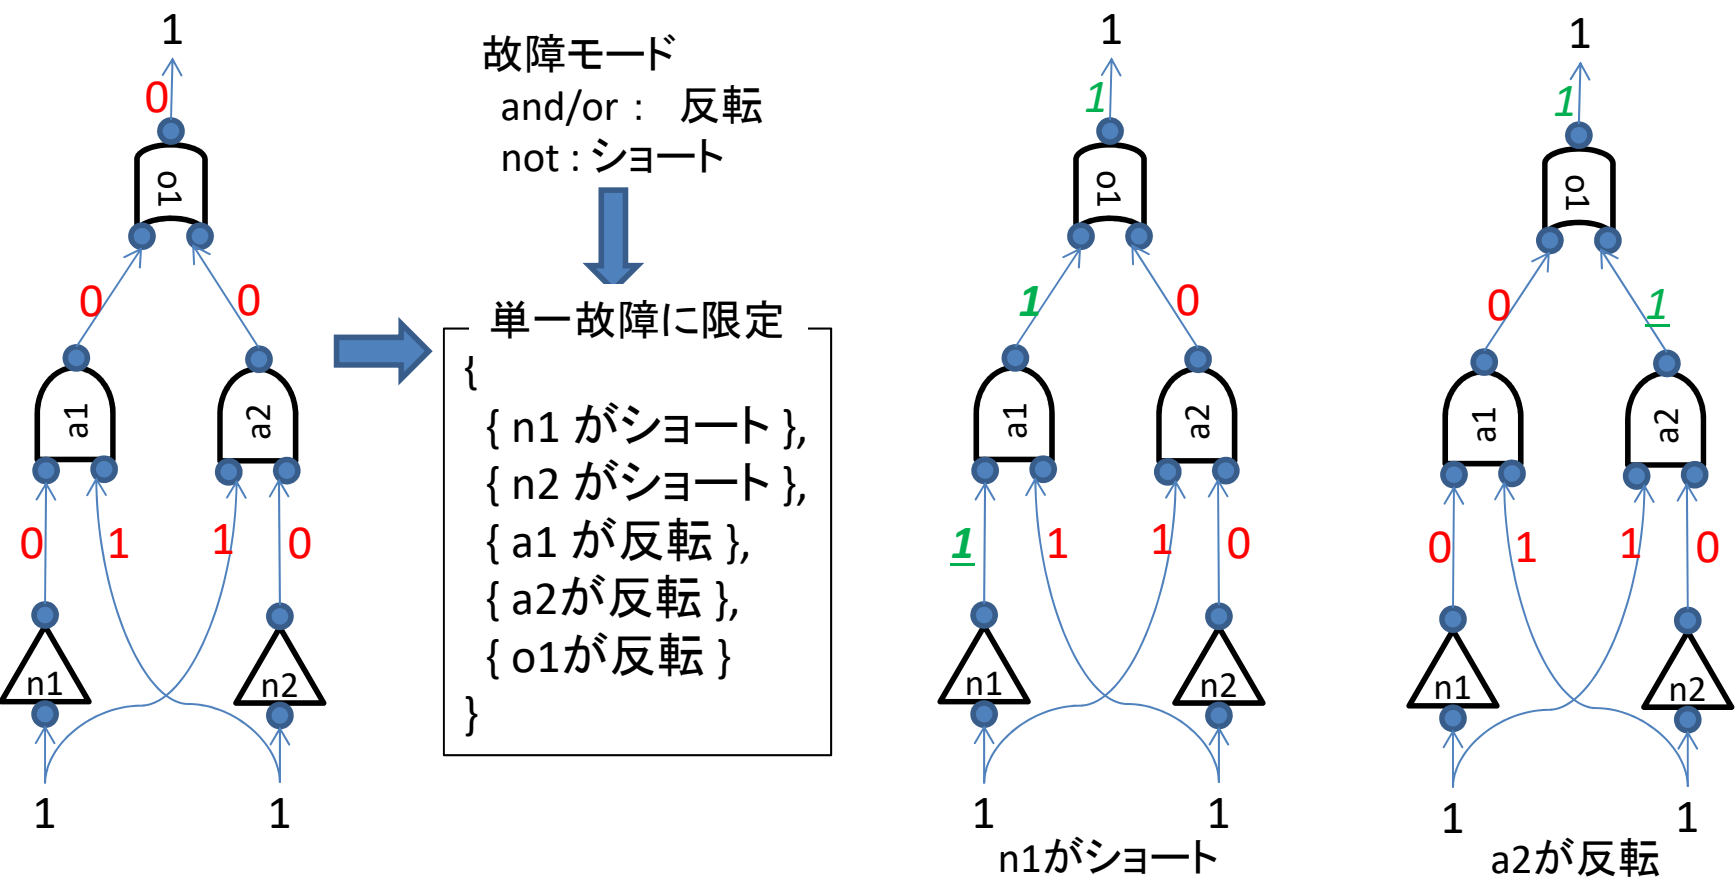 1
0
o1
0
0
a1
a2
0
1
1
0
n1
n2
1
1
故障モード
and/or : 反転
not : ショート
単一故障に限定
{
{ n1 がショート },
{ n2 がショート },
{ a1 が反転 },
{ a2が反転 },
{ o1が反転 }
}
1
1
o1
1
0
a1
a2
1
1
1
0
n1
n2
1
1
n1がショート
1
1
o1
0
1
a1
a2
0
1
1
0
n1
n2
1
1
a2が反転